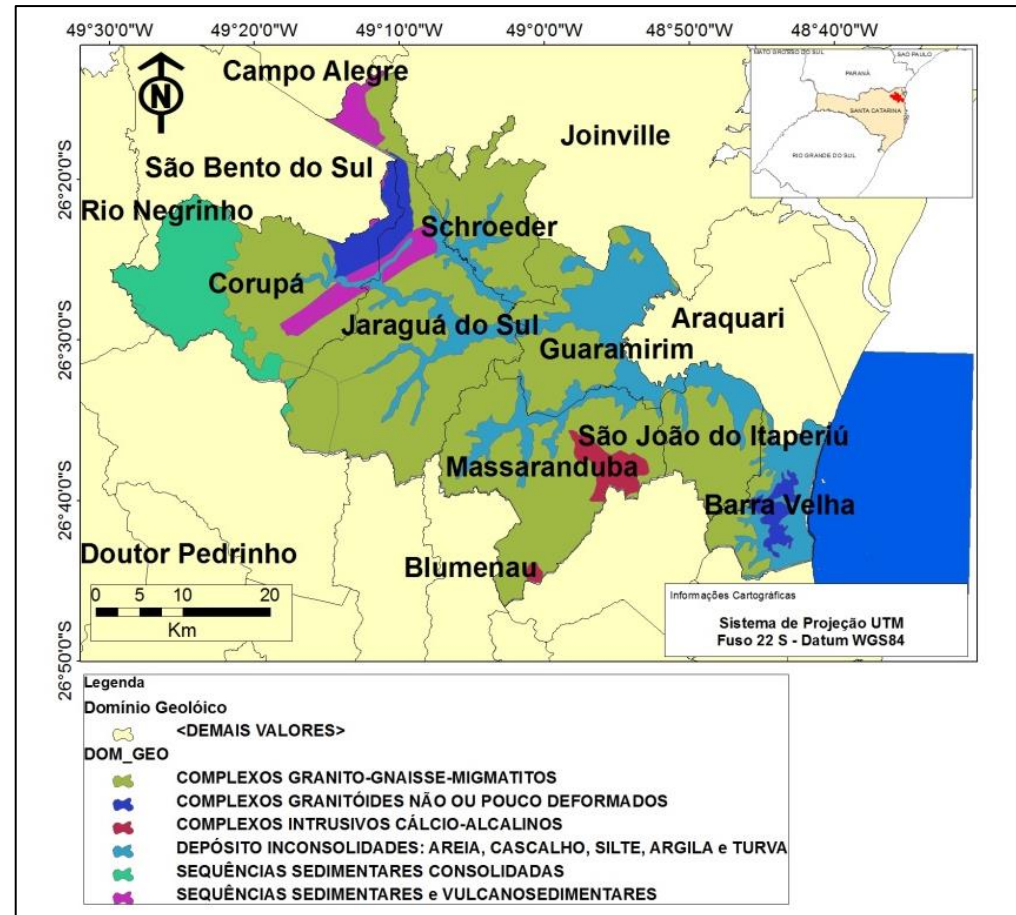 49°30'0"W 49°20'0"W 49°10'0"W 49°0'0"W 48°50'0"W 48°40'0"W
26°20'0"S
26°30'0"S
26°40'0"S
26°50'0"S
N
MATO GROSSO DO SUL
SÃO PAULO
PARANÁ
SANTA CATARINA
RIO GRANDE DO SUL
Campo Alegre
Joinville
São Bento do Sul
Rio Negrinho
Schroeder
Corupá
Jaraguá do Sul
Araquari
Guaramirim
São João do Itaperiú
Massaranduba
Barra Velha
Doutor Pedrinho
Blumenau
0 5 10 20
Km
Informações Cartográficas
Sistema de Projeção UTM
Fuso 22 S - Datum WGS84
Legenda
Domínio Geolóico
<DEMAIS VALORES>
DOM_GEO
COMPLEXOS GRANITO-GNAISSE-MIGMATITOS
COMPLEXOS GRANITÓIDES NÃO OU POUCO DEFORMADOS
COMPLEXOS INTRUSIVOS CÁLCIO-ALCALINOS
DEPÓSITO INCONSOLIDADES: AREIA, CASCALHO, SILTE, ARGILA e TURVA
SEQUÊNCIAS SEDIMENTARES CONSOLIDADAS
SEQUÊNCIAS SEDIMENTARES e VULCANOSEDIMENTARES